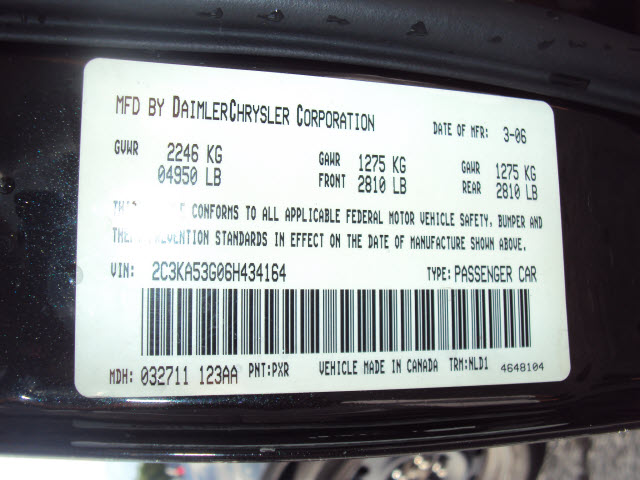 MFD BY DAIMLERCHRYSLER CORPORATION DATE OF MFR: 3-06
GVWR 2246 KG GAWR 1275 KG GAWR 1275 KG
04950 LB FRONT 2810 LB REAR 2810 LB
CONFORMS TO ALL APPLICABLE FEDERAL MOTOR VEHICLE SAFETY, BUMPER AND
STANDARDS IN EFFECT ON THE DATE OF MANUFACTURE SHOWN ABOVE.
VIN: 2C3KA53G06H434164 TYPE: PASSENGER CAR
MDH: 032711 123AA PNT:PXR VEHICLE MADE IN CANADA TRM:NLD1 4648104